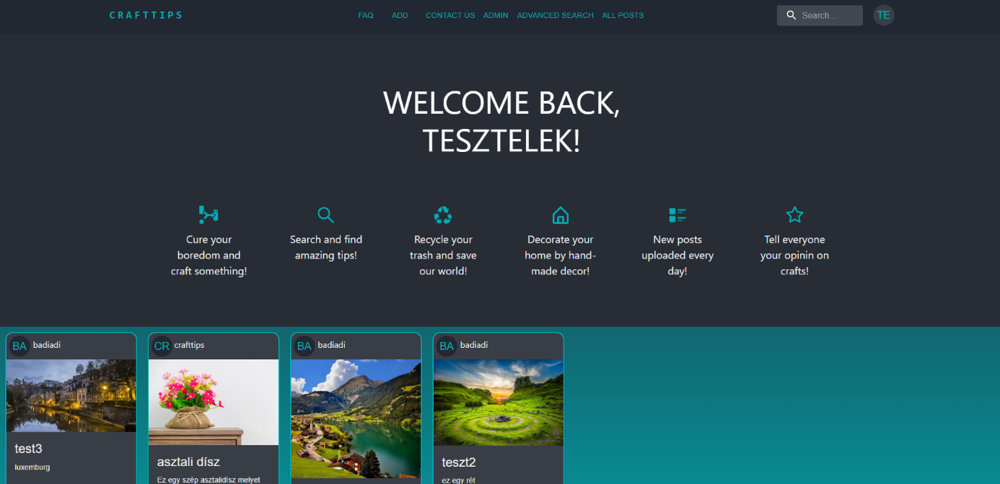 CRAFTTIPS
FAQ ADD CONTACT US ADMIN ADVANCED SEARCH ALL POSTS
Search...
TE
WELCOME BACK,
TESZTELEK!
Cure your
boredom and
craft something!
Search and find
amazing tips!
Recycle your
trash and save
our world!
Decorate your
home by hand-
made decor!
New posts
uploaded every
day!
Tell everyone
your opinin on
crafts!
BA badiadi
test3
luxemburg
CR crafttips
asztali dísz
Ez egy szép asztalidísz melyet
BA badiadi
BA badiadi
teszt2
ez egy rét